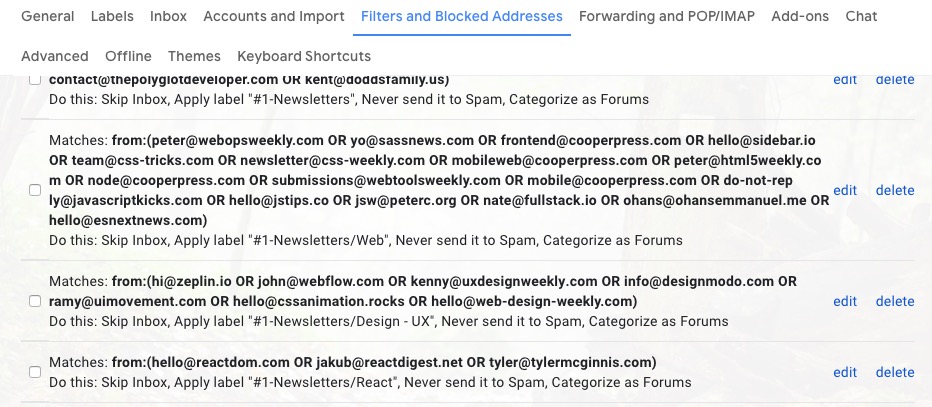 General Labels Inbox Accounts and Import Filters and Blocked Addresses Forwarding and POP/IMAP Add-ons Chat
Advanced Offline Themes Keyboard Shortcuts
contact@thepolyglotdeveloper.com OR kent@doddsfamily.us) edit delete
Do this: Skip Inbox, Apply label "#1-Newsletters", Never send it to Spam, Categorize as Forums
Matches: from:(peter@webopsweekly.com OR yo@sassnews.com OR frontend@cooperpress.com OR hello@sidebar.io
OR team@css-tricks.com OR newsletter@css-weekly.com OR mobileweb@cooperpress.com OR peter@html5weekly.co
m OR node@cooperpress.com OR submissions@webtoolsweekly.com OR mobile@cooperpress.com OR do-not-rep edit delete
ly@javascriptkicks.com OR hello@jstips.co OR jsw@peterc.org OR nate@fullstack.io OR ohans@ohansemmanuel.me OR
hello@esnextnews.com)
Do this: Skip Inbox, Apply label "#1-Newsletters/Web", Never send it to Spam, Categorize as Forums
Matches: from:(hi@zeplin.io OR john@webflow.com OR kenny@uxdesignweekly.com OR info@designmodo.com OR
ramy@uimovement.com OR hello@cssanimation.rocks OR hello@web-design-weekly.com) edit delete
Do this: Skip Inbox, Apply label "#1-Newsletters/Design - UX", Never send it to Spam, Categorize as Forums
Matches: from:(hello@reactdom.com OR jakub@reactdigest.net OR tyler@tylermcginnis.com) edit delete
Do this: Skip Inbox, Apply label "#1-Newsletters/React", Never send it to Spam, Categorize as Forums